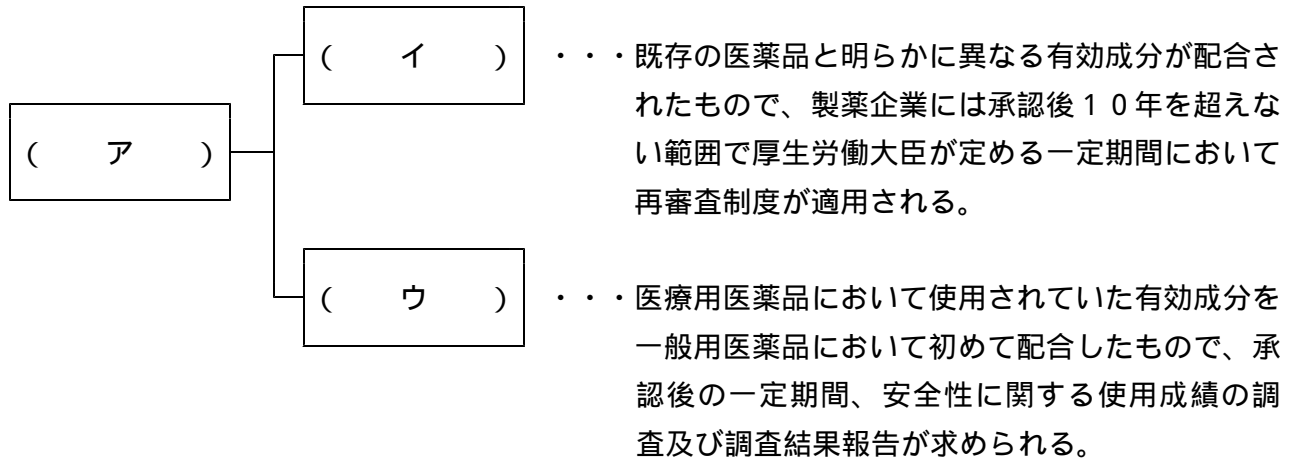 ( イ )
・・・既存の医薬品と明らかに異なる有効成分が配合さ
れたもので、製薬企業には承認後10年を超えな
( ア )
い範囲で厚生労働大臣が定める一定期間において
再審査制度が適用される。
( ウ )
・・・医療用医薬品において使用されていた有効成分を
一般用医薬品において初めて配合したもので、承
認後の一定期間、安全性に関する使用成績の調
査及び調査結果報告が求められる。